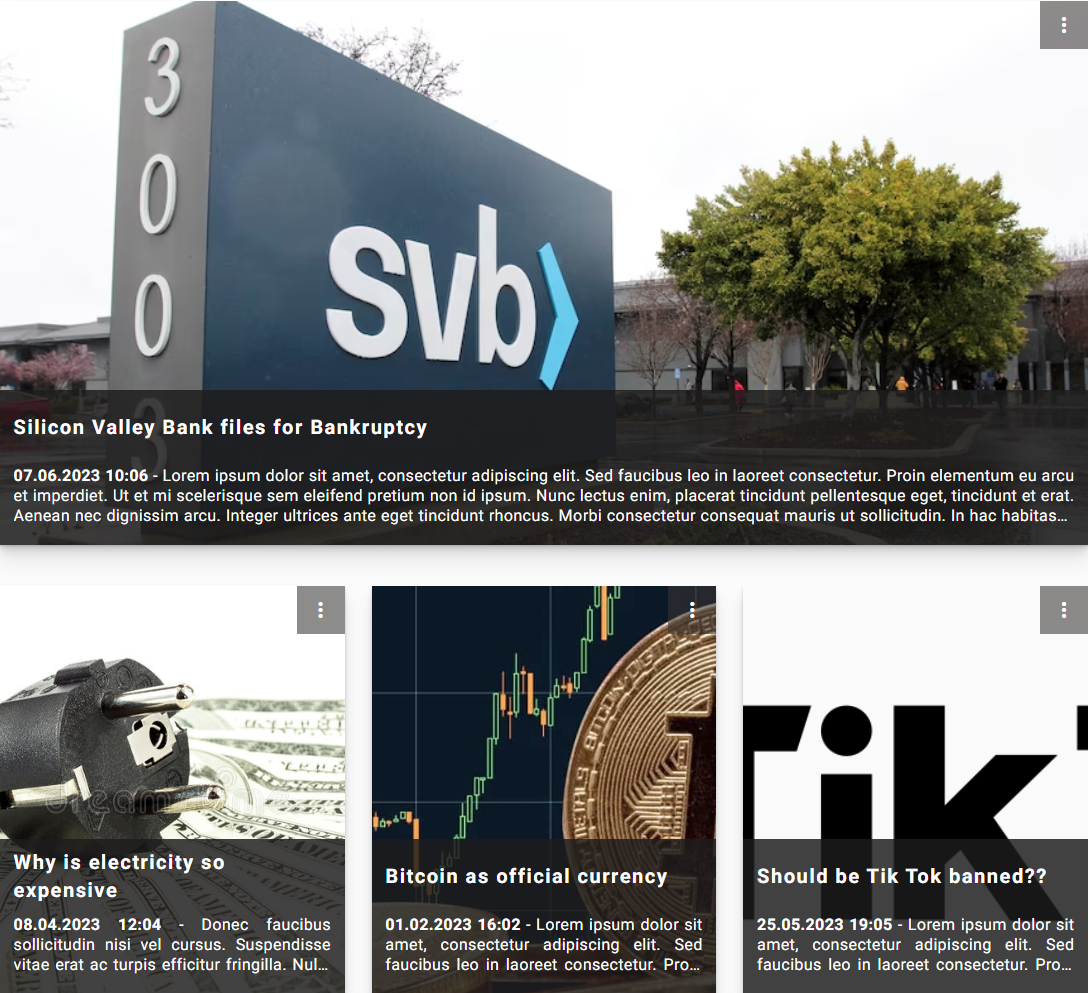 3
0
0
3
svb
Silicon Valley Bank files for Bankruptcy
07.06.2023 10:06 - Lorem ipsum dolor sit amet, consectetur adipiscing elit. Sed faucibus leo in laoreet consectetur. Proin elementum eu arcu
et imperdiet. Ut et mi scelerisque sem eleifend pretium non id ipsum. Nunc lectus enim, placerat tincidunt pellentesque eget, tincidunt et erat.
Aenean nec dignissim arcu. Integer ultrices ante eget tincidunt rhoncus. Morbi consectetur consequat mauris ut sollicitudin. In hac habitas...
Why is electricity so
expensive
08.04.2023 12:04 - Donec faucibus
sollicitudin nisi vel cursus. Suspendisse
vitae erat ac turpis efficitur fringilla. Nul...
BITCOIN
Bitcoin as official currency
01.02.2023 16:02 - Lorem ipsum dolor sit
amet, consectetur adipiscing elit. Sed
faucibus leo in laoreet consectetur. Pro...
Tik
Should be Tik Tok banned??
25.05.2023 19:05 - Lorem ipsum dolor sit
amet, consectetur adipiscing elit. Sed
faucibus leo in laoreet consectetur. Pro...